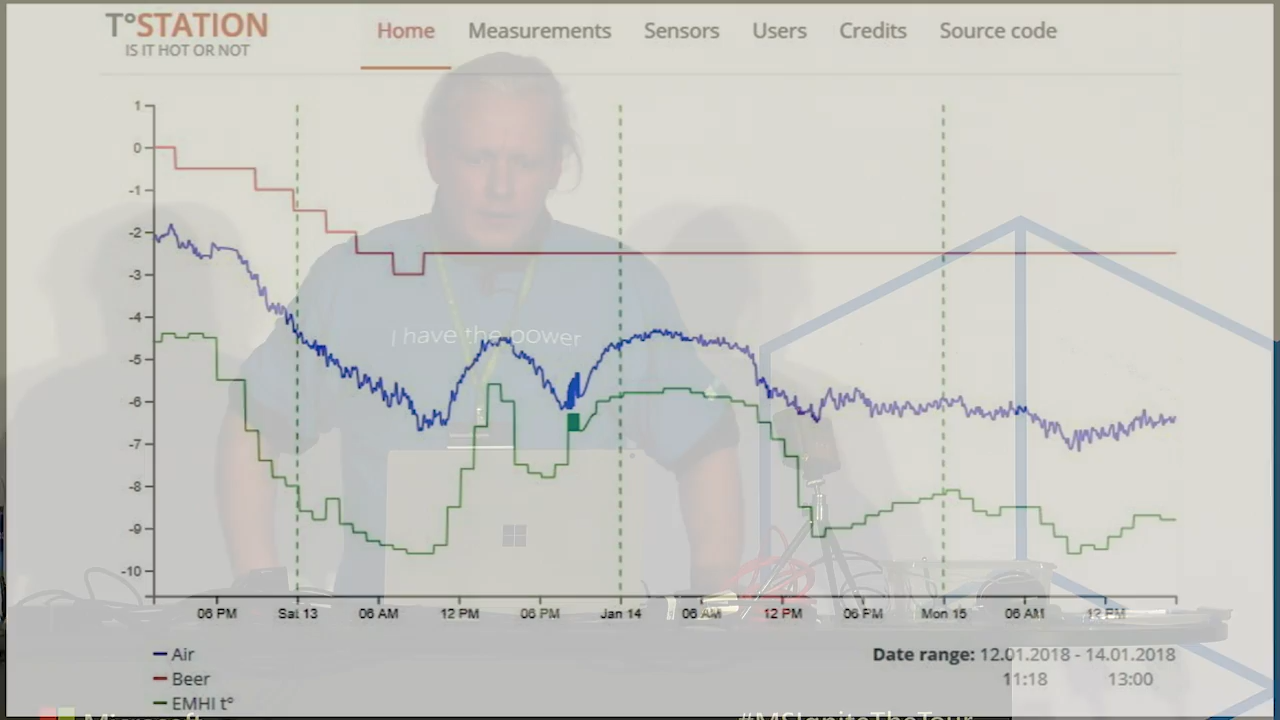 T°STATION
IS IT HOT OR NOT
Home Measurements Sensors Users Credits Source code
1
0
-1
-2
-3
-4
-5
-6
-7
-8
-9
-10
I have the power
06 PM Sat 13 06 AM 12 PM 06 PM Jan 14 06 AM 12 PM 06 PM Mon 15 06 AM 12 PM
Air
Beer
EMHI t°
Date range: 12.01.2018 - 14.01.2018
11:18 13:00
Microsoft
#MSIgniteTheTour